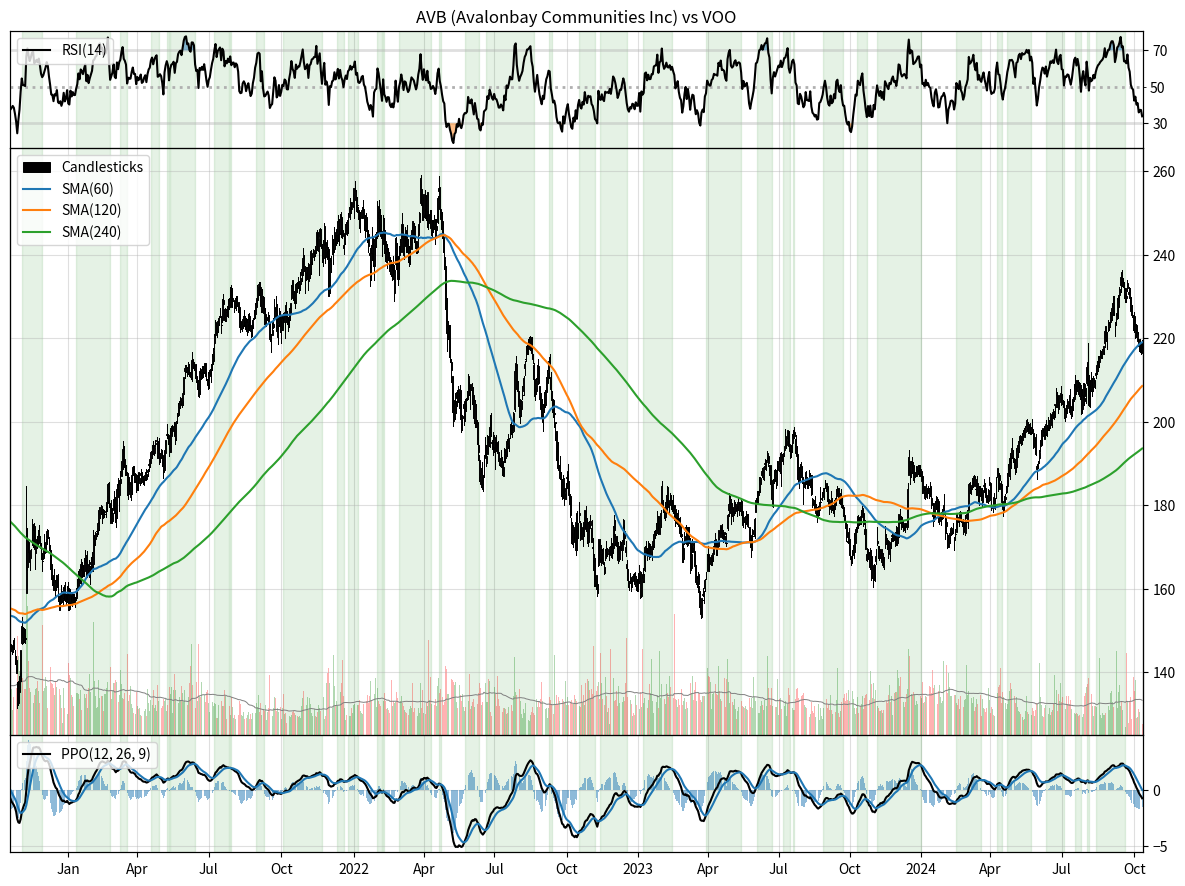 AVB (Avalonbay Communities Inc) vs VOO
RSI(14)
70
50
30
Candlesticks
SMA(60)
SMA(120)
SMA(240)
260
240
220
200
180
160
140
PPO(12, 26, 9)
0
−5
Jan Apr Jul Oct 2022 Apr Jul Oct 2023 Apr Jul Oct 2024 Apr Jul Oct